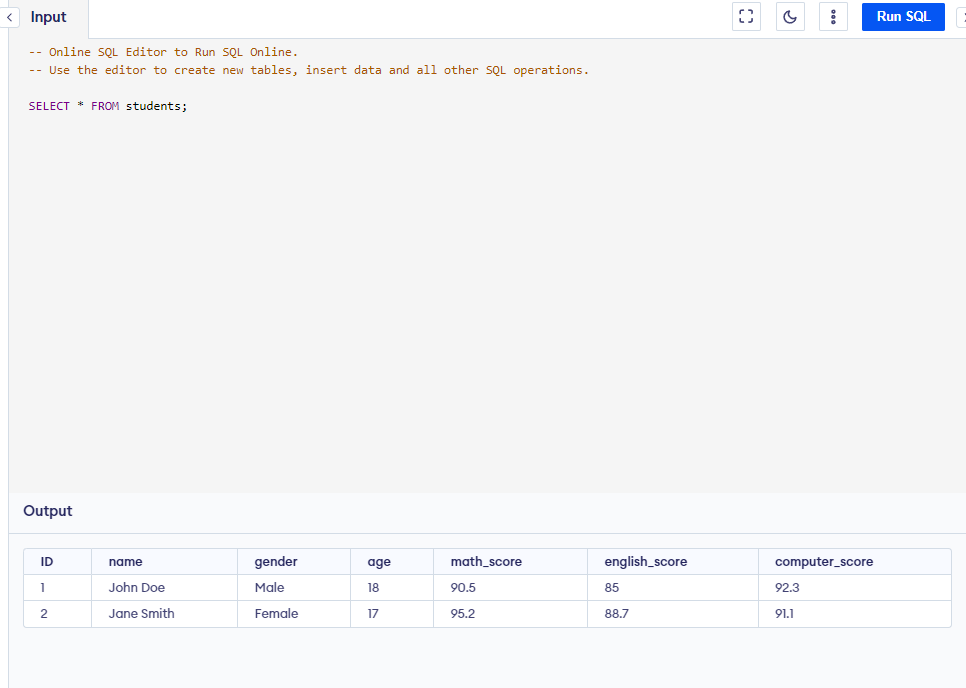 Input
Run SQL
-- Online SQL Editor to Run SQL Online.
-- Use the editor to create new tables, insert data and all other SQL operations.
SELECT * FROM students;
Output
ID name gender age math_score english_score computer_score
1 John Doe Male 18 90.5 85 92.3
2 Jane Smith Female 17 95.2 88.7 91.1